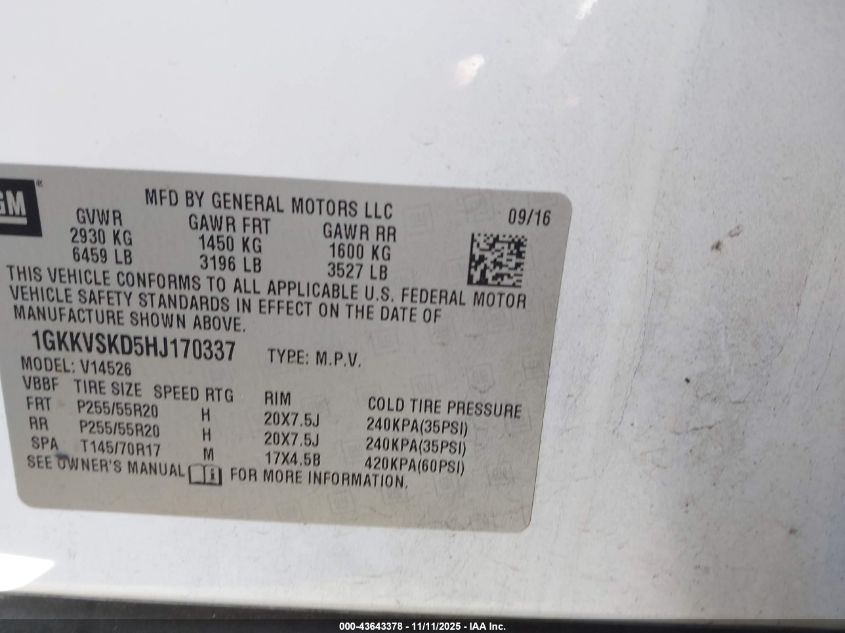 GM
MFD BY GENERAL MOTORS LLC 09/16
GVWR GAWR FRT GAWR RR
2930 KG 1450 KG 1600 KG
6459 LB 3196 LB 3527 LB
THIS VEHICLE CONFORMS TO ALL APPLICABLE U.S. FEDERAL MOTOR
VEHICLE SAFETY STANDARDS IN EFFECT ON THE DATE OF
MANUFACTURE SHOWN ABOVE.
1GKKVSKD5HJ170337 TYPE: M.P.V.
MODEL: V14526
VBBF TIRE SIZE SPEED RTG RIM COLD TIRE PRESSURE
FRT P255/55R20 H 20X7.5J 240KPA(35PSI)
RR P255/55R20 H 20X7.5J 240KPA(35PSI)
SPA T145/70R17 M 17X4.5B 420KPA(60PSI)
SEE OWNER'S MANUAL FOR MORE INFORMATION.
000-43643378 - 11/11/2025 - IAA Inc.